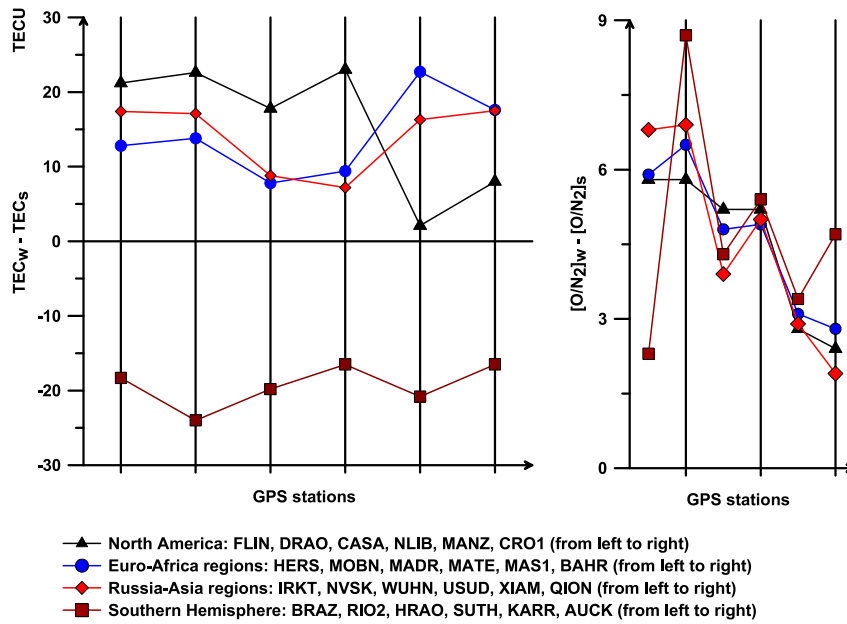 TECU
30
20
10
0
-10
-20
-30
TECW - TECS
GPS stations
9
6
3
0
[O/N2]W - [O/N2]S
GPS stations
North America: FLIN, DRAO, CASA, NLIB, MANZ, CRO1 (from left to right)
Euro-Africa regions: HERS, MOBN, MADR, MATE, MAS1, BAHR (from left to right)
Russia-Asia regions: IRKT, NVSK, WUHN, USUD, XIAM, QION (from left to right)
Southern Hemisphere: BRAZ, RIO2, HRAO, SUTH, KARR, AUCK (from left to right)